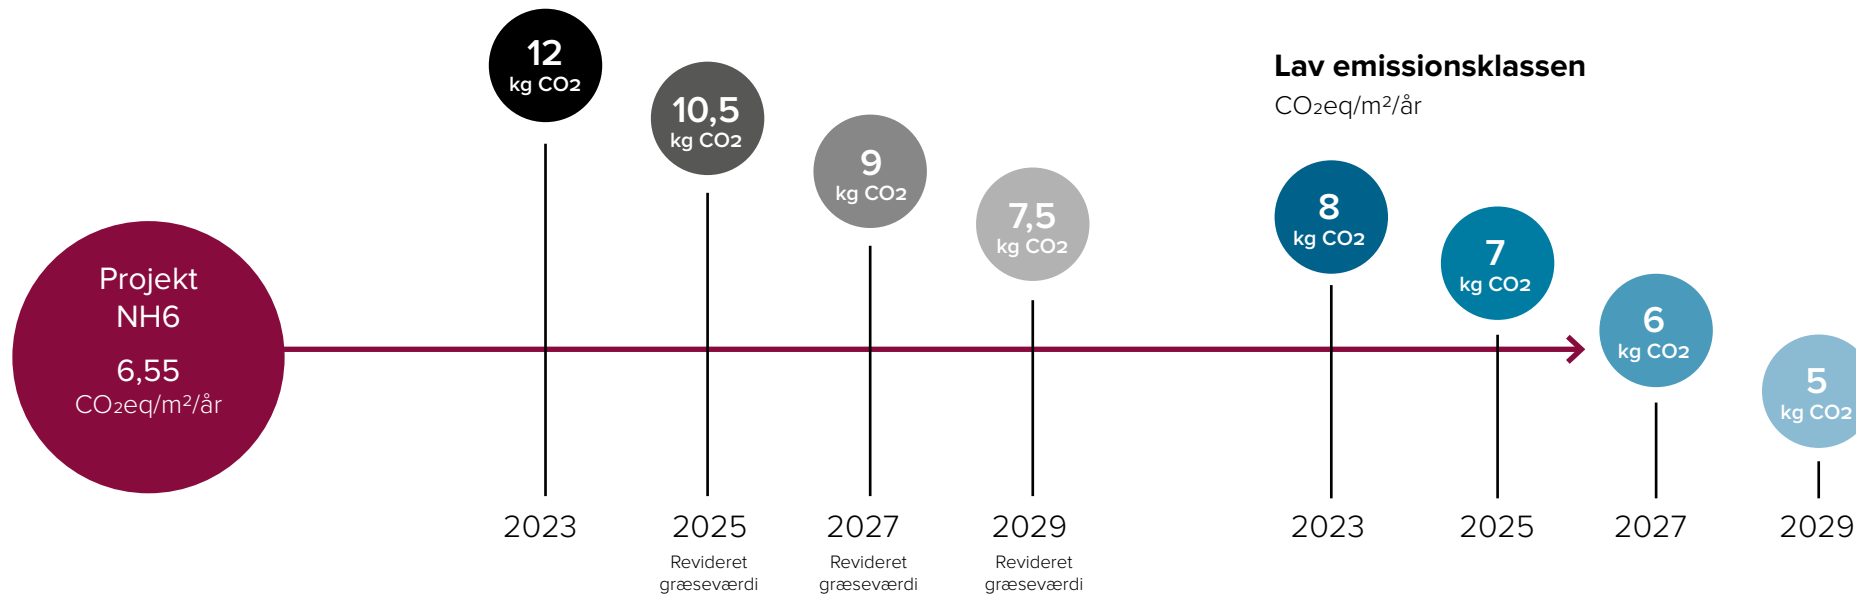 Projekt
NH6
6,55
CO₂eq/m²/år
12
kg CO2
10,5
kg CO2
9
kg CO2
7,5
kg CO2
2023
2025
Revideret
græseværdi
2027
Revideret
græseværdi
2029
Revideret
græseværdi
Lav emissionsklassen
CO₂eq/m²/år
8
kg CO2
7
kg CO2
6
kg CO2
5
kg CO2
2023
2025
2027
2029